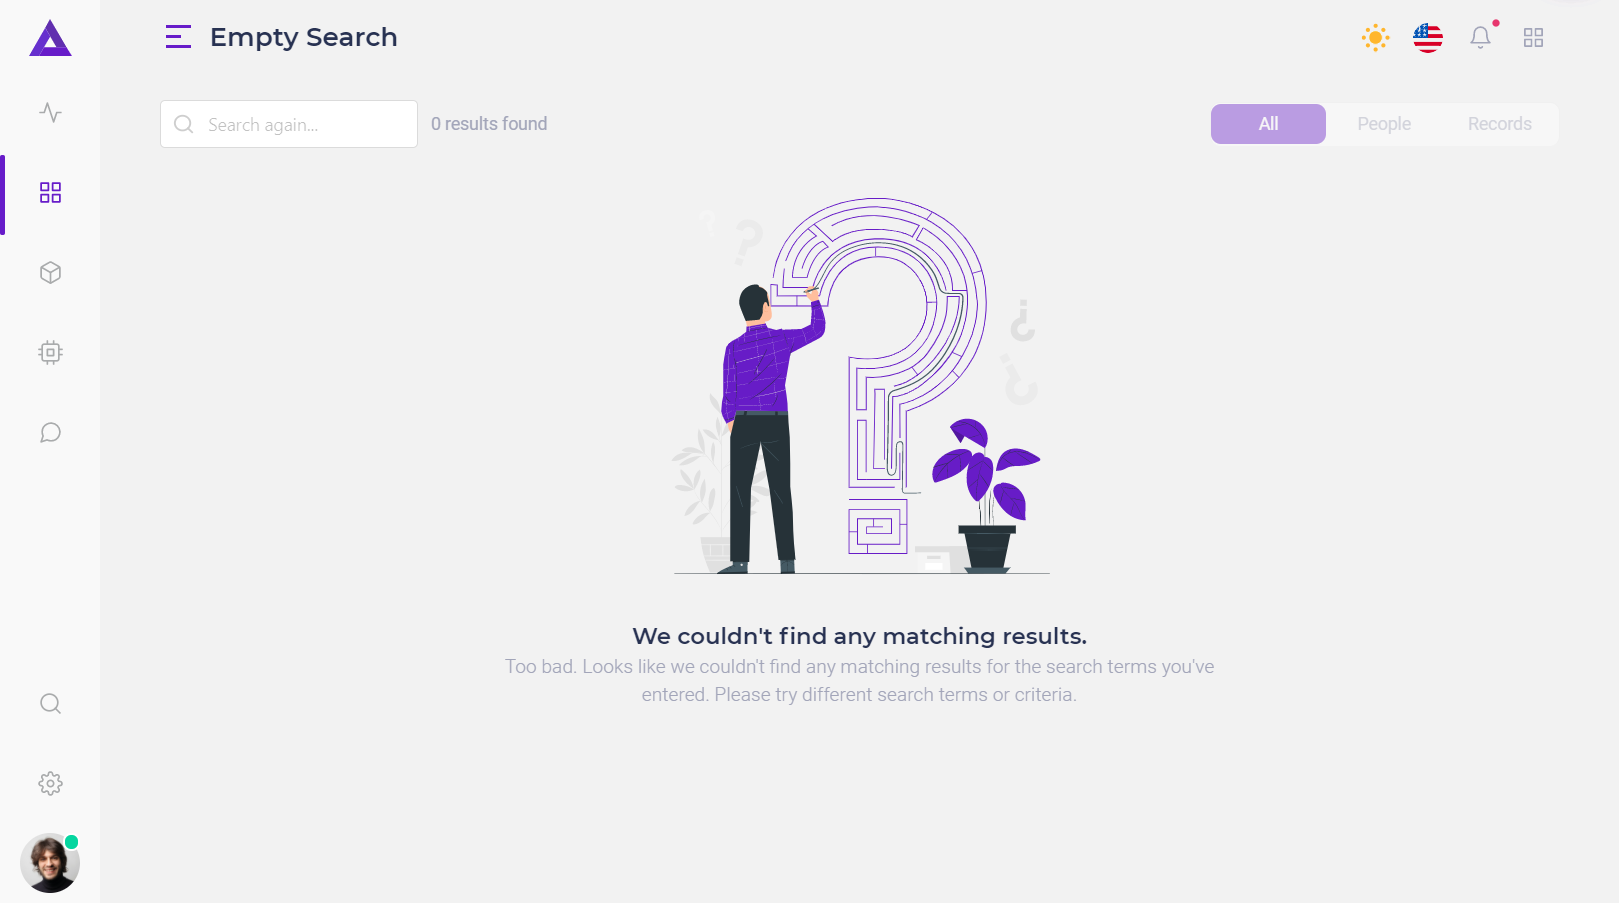 Empty Search
Search again...
0 results found
All
People
Records
We couldn't find any matching results.
Too bad. Looks like we couldn't find any matching results for the search terms you've
entered. Please try different search terms or criteria.